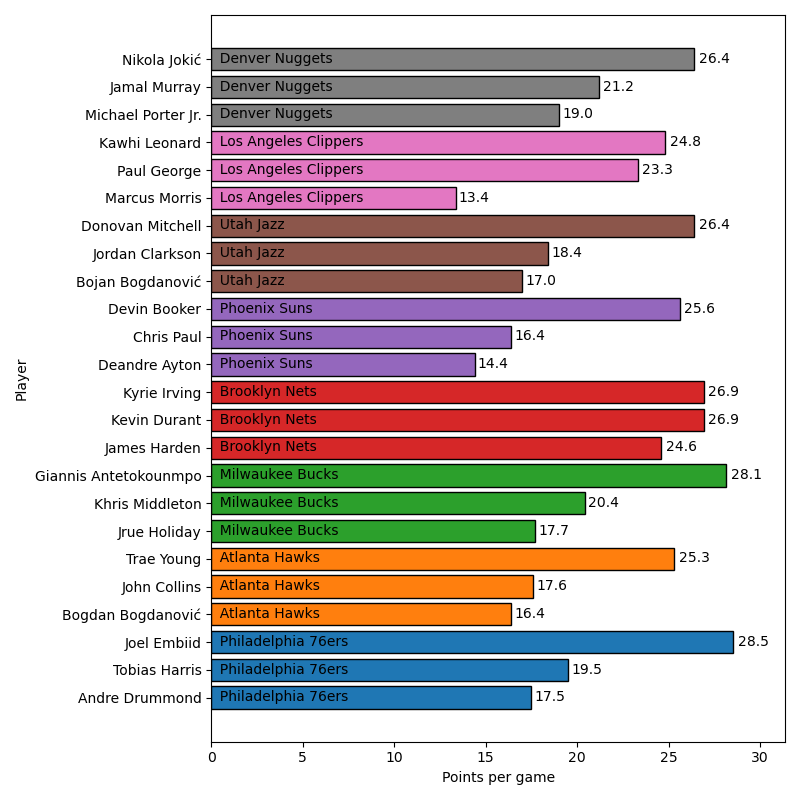 Nikola Jokić Denver Nuggets 26.4
Jamal Murray Denver Nuggets 21.2
Michael Porter Jr. Denver Nuggets 19.0
Kawhi Leonard Los Angeles Clippers 24.8
Paul George Los Angeles Clippers 23.3
Marcus Morris Los Angeles Clippers 13.4
Donovan Mitchell Utah Jazz 26.4
Jordan Clarkson Utah Jazz 18.4
Bojan Bogdanović Utah Jazz 17.0
Devin Booker Phoenix Suns 25.6
Chris Paul Phoenix Suns 16.4
Deandre Ayton Phoenix Suns 14.4
Player
Kyrie Irving Brooklyn Nets 26.9
Kevin Durant Brooklyn Nets 26.9
James Harden Brooklyn Nets 24.6
Giannis Antetokounmpo Milwaukee Bucks 28.1
Khris Middleton Milwaukee Bucks 20.4
Jrue Holiday Milwaukee Bucks 17.7
Trae Young Atlanta Hawks 25.3
John Collins Atlanta Hawks 17.6
Bogdan Bogdanović Atlanta Hawks 16.4
Joel Embiid Philadelphia 76ers 28.5
Tobias Harris Philadelphia 76ers 19.5
Andre Drummond Philadelphia 76ers 17.5
0 5 10 15 20 25 30
Points per game